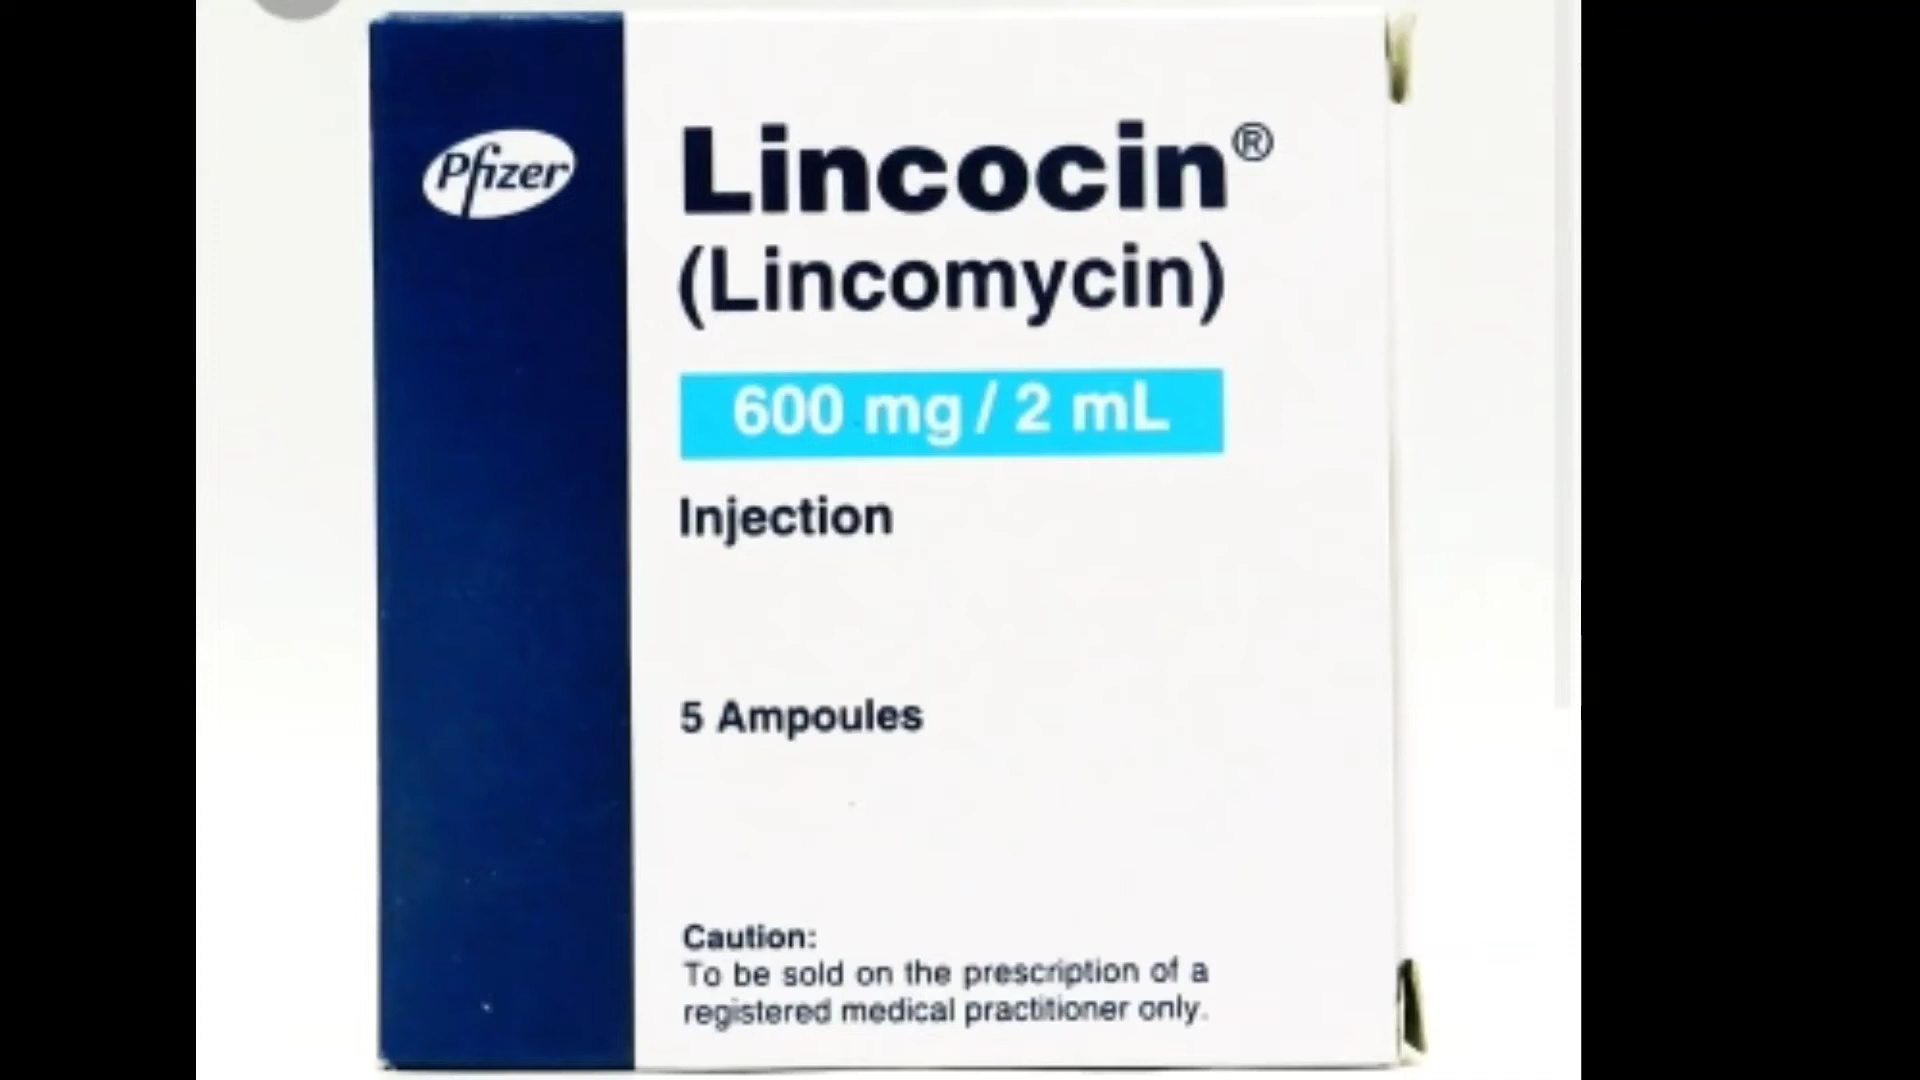 Pfizer
Lincocin®
(Lincomycin)
600 mg / 2 mL
Injection
5 Ampoules
Caution:
To be sold on the prescription of a
registered medical practitioner only.